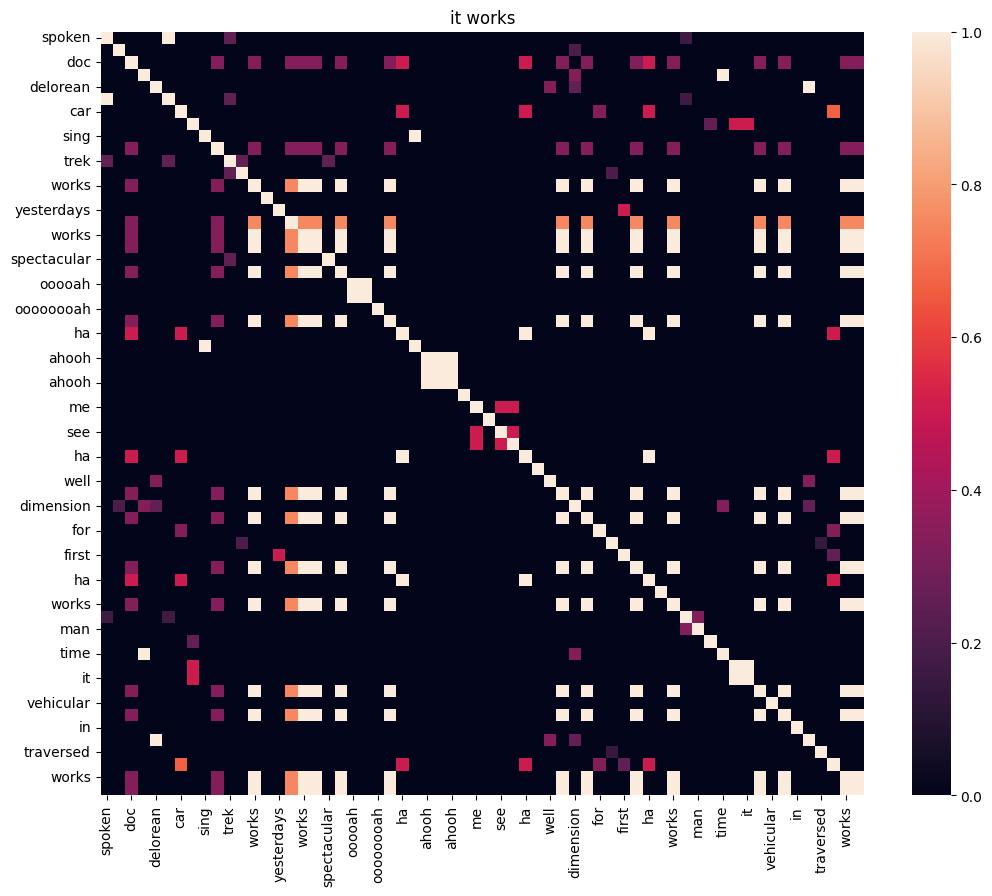 it works
spoken
doc
delorean
car
sing
trek
works
yesterdays
works
spectacular
ooooah
ooooooooah
ha
ahooh
ahooh
me
see
ha
well
dimension
for
first
ha
works
man
time
it
vehicular
in
traversed
works
1.0
0.8
0.6
0.4
0.2
0.0
spoken
doc
delorean
car
sing
trek
works
yesterdays
works
spectacular
ooooah
ooooooooah
ha
ahooh
ahooh
me
see
ha
well
dimension
for
first
ha
works
man
time
it
vehicular
in
traversed
works